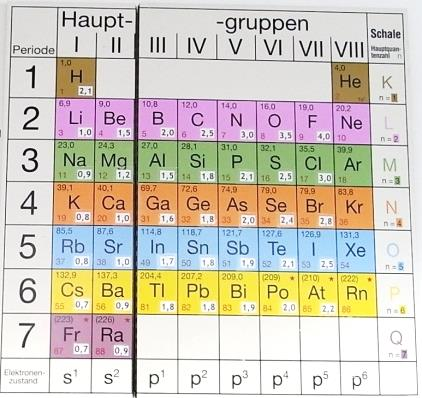 Haupt- -gruppen Schale
Periode I II III IV V VI VII VIII Hauptquan-
tenzahl n
1,0 4,0
1 H He K
1 2,1 2 n = 1
6,9 9,0 10,8 12,0 14,0 16,0 19,0 20,2
2 Li Be B C N O F Ne L
3 1,0 4 1,5 5 2,0 6 2,5 7 3,0 8 3,5 9 4,0 10 n = 2
23,0 24,3 27,0 28,1 31,0 32,1 35,5 39,9
3 Na Mg Al Si P S Cl Ar M
11 0,9 12 1,2 13 1,5 14 1,8 15 2,1 16 2,5 17 3,0 18 n = 3
39,1 40,1 69,7 72,6 74,9 79,0 79,9 83,8
4 K Ca Ga Ge As Se Br Kr N
19 0,8 20 1,0 31 1,6 32 1,8 33 2,0 34 2,4 35 2,8 36 n = 4
85,5 87,6 114,8 118,7 121,7 127,6 126,9 131,3
5 Rb Sr In Sn Sb Te I Xe O
37 0,8 38 1,0 49 1,7 50 1,8 51 1,9 52 2,1 53 2,5 54 n = 5
132,9 137,3 204,4 207,2 209,0 (209) * (210) * (222) *
6 Cs Ba Tl Pb Bi Po At Rn P
55 0,7 56 0,9 81 1,8 82 1,8 83 1,9 84 2,0 85 2,2 86 n = 6
(223) * (226) *
7 Fr Ra Q
87 0,7 88 0,9 n = 7
Elektronen-
zustand s1 s2 p1 p2 p3 p4 p5 p6